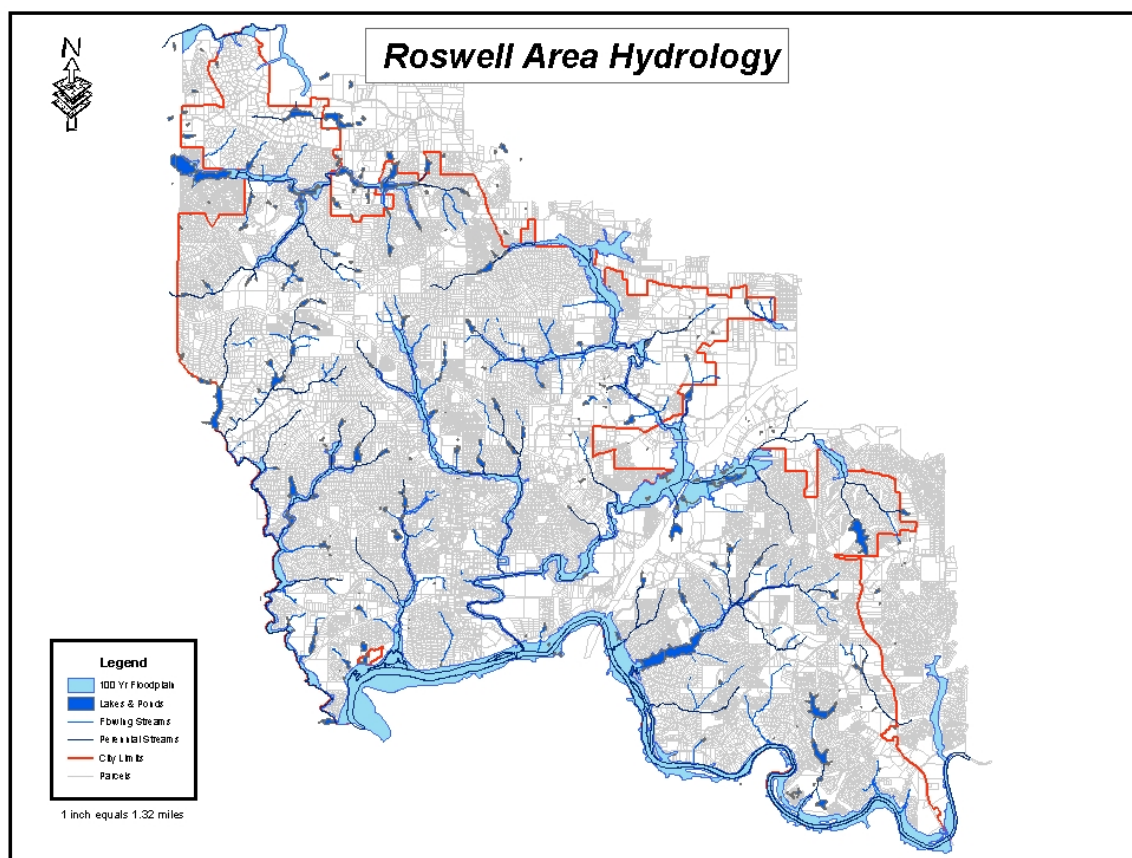 N
Roswell Area Hydrology
Legend
100 Yr Floodplain
Lakes & Ponds
Flowing Streams
Perennial Streams
City Limits
Parcels
1 inch equals 1.32 miles